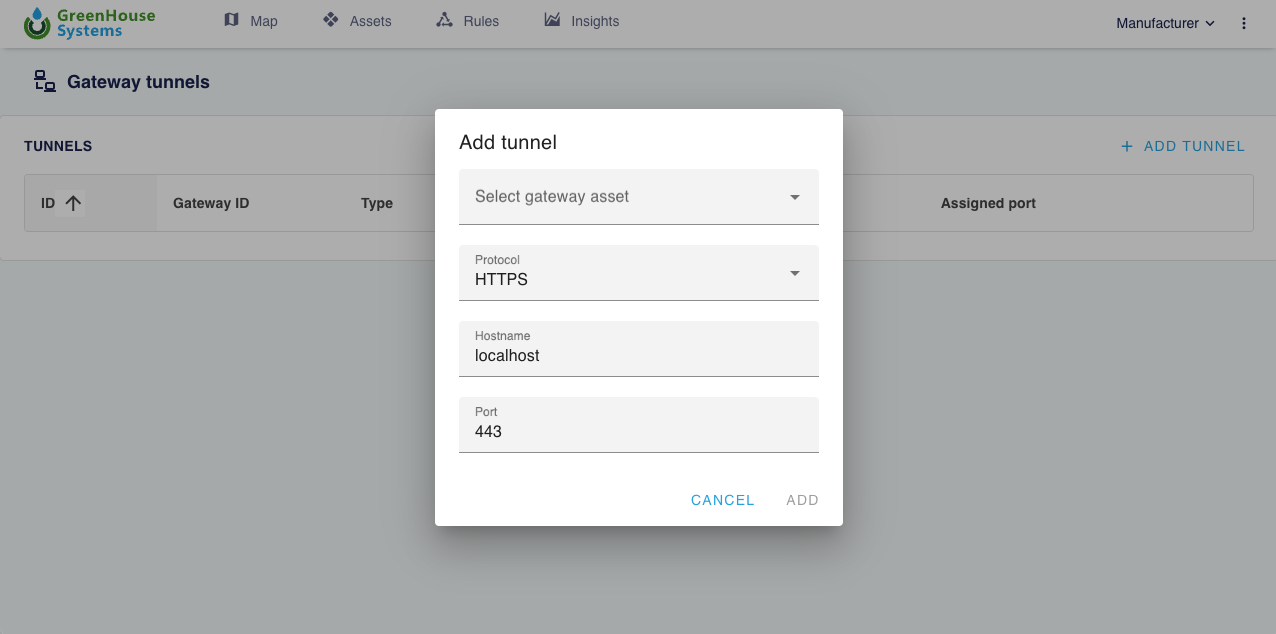 GreenHouse
Systems
Map
Assets
Rules
Insights
Manufacturer
Gateway tunnels
TUNNELS
+ ADD TUNNEL
ID
Gateway ID
Type
Assigned port
Add tunnel
Select gateway asset
Protocol
HTTPS
Hostname
localhost
Port
443
CANCEL
ADD